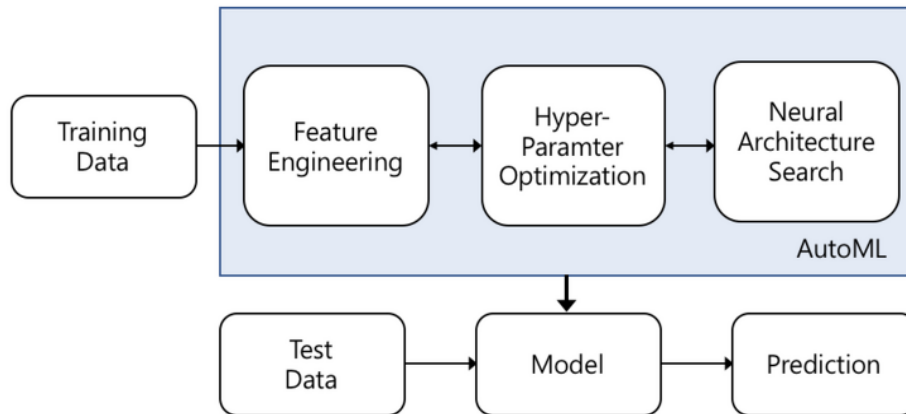 Training
Data
Feature
Engineering
Hyper-
Paramter
Optimization
Neural
Architecture
Search
AutoML
Test
Data
Model
Prediction